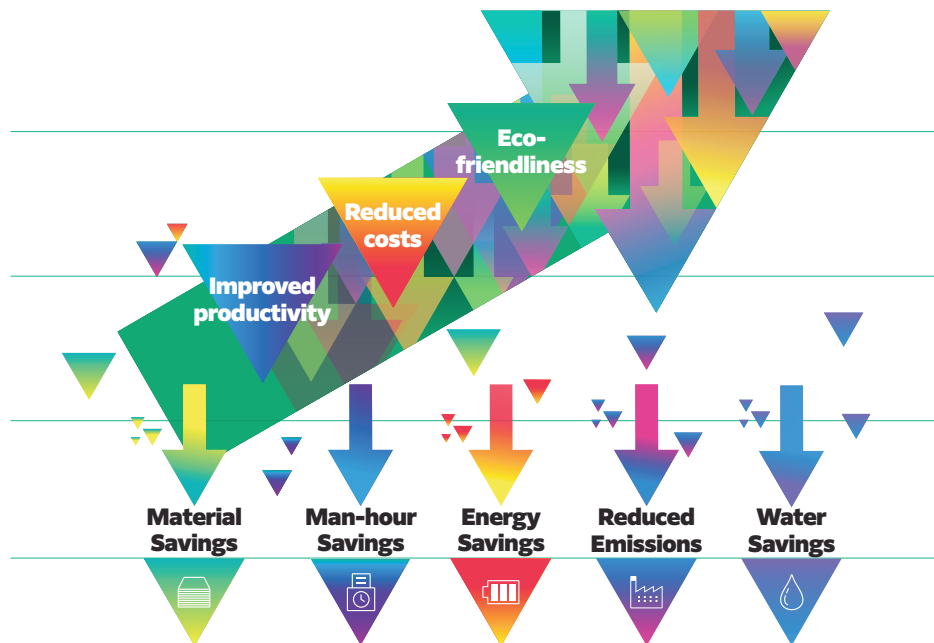 Eco-
friendliness
Reduced
costs
Improved
productivity
Material
Savings
Man-hour
Savings
Energy
Savings
Reduced
Emissions
Water
Savings